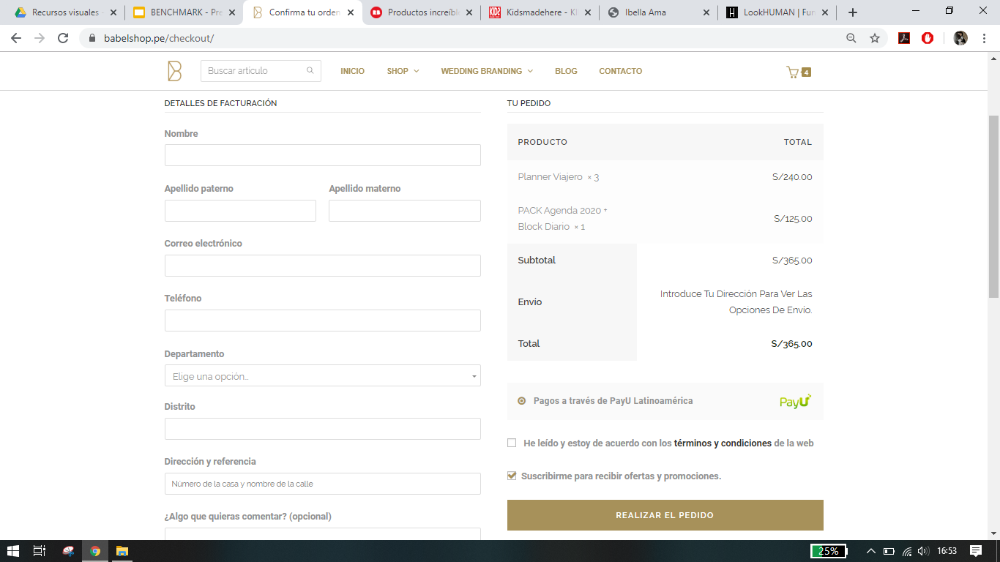 Recursos visuales -
BENCHMARK - Pre
Confirma tu orden
Productos increíbl
Kidsmadehere - K
Ibella Ama
LookHUMAN | Fun
babelshop.pe/checkout/
Buscar articulo
INICIO
SHOP
WEDDING BRANDING
BLOG
CONTACTO
4
DETALLES DE FACTURACIÓN
Nombre
Apellido paterno
Apellido materno
Correo electrónico
Teléfono
Departamento
Elige una opción...
Distrito
Dirección y referencia
Número de la casa y nombre de la calle
¿Algo que quieras comentar? (opcional)
TU PEDIDO
PRODUCTO TOTAL
Planner Viajero × 3 S/240.00
PACK Agenda 2020 +
Block Diario × 1 S/125.00
Subtotal S/365.00
Envío Introduce Tu Dirección Para Ver Las
Opciones De Envío.
Total S/365.00
Pagos a través de PayU Latinoamérica PayU
He leído y estoy de acuerdo con los términos y condiciones de la web
Suscribirme para recibir ofertas y promociones.
REALIZAR EL PEDIDO
25%
16:53